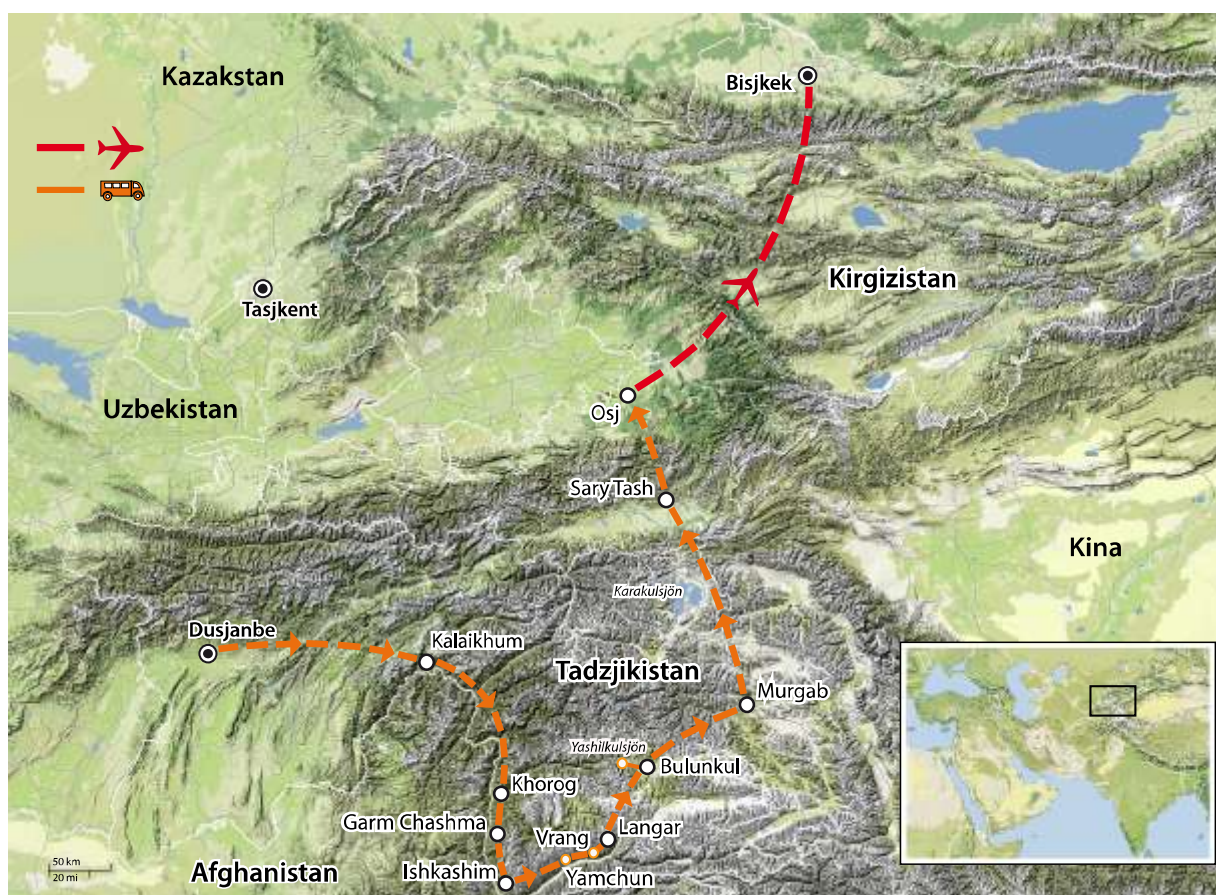 Kazakstan
Bisjkek
Kirgizistan
Tasjkent
Uzbekistan
Osj
Sary Tash
Kina
Karakulsjön
Dusjanbe
Kalaikhum
Tadzjikistan
Murgab
Yashilkulsjön
Bulunkul
Khorog
Garm Chashma
Vrang
Langar
Afghanistan
Ishkashim
Yamchun
50 km
20 mi